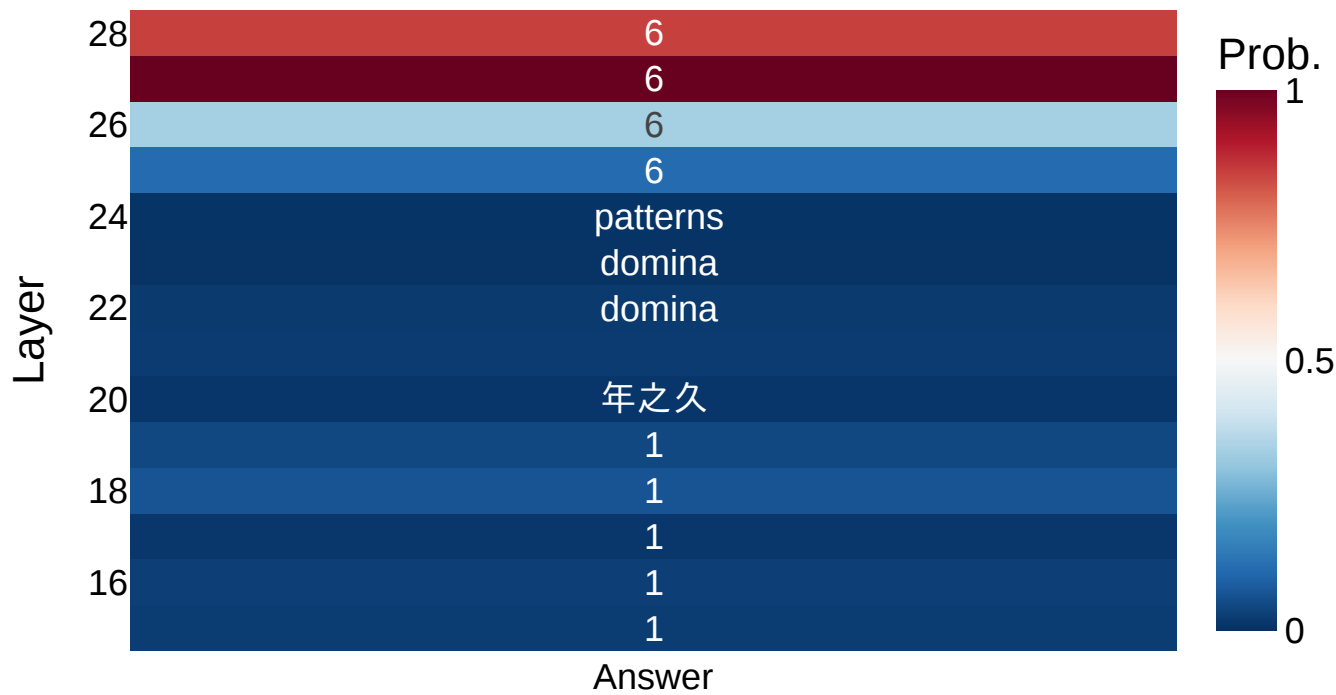 28 6
6
26 6
6
24 patterns
domina
22 domina
20 年之久
1
18 1
1
16 1
1
Layer
Answer
Prob.
1
0.5
0